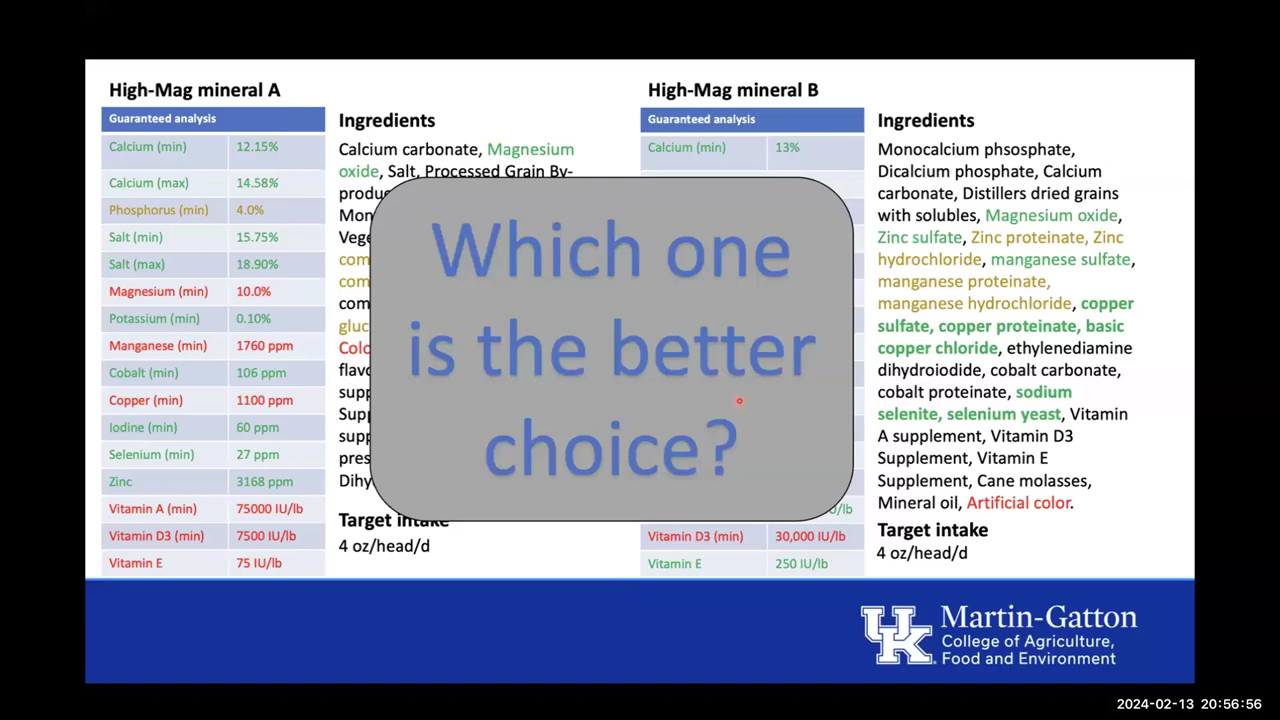 High-Mag mineral A
Guaranteed analysis
Calcium (min) 12.15%
Calcium (max) 14.58%
Phosphorus (min) 4.0%
Salt (min) 15.75%
Salt (max) 18.90%
Magnesium (min) 10.0%
Potassium (min) 0.10%
Manganese (min) 1760 ppm
Cobalt (min) 106 ppm
Copper (min) 1100 ppm
Iodine (min) 60 ppm
Selenium (min) 27 ppm
Zinc 3168 ppm
Vitamin A (min) 75000 IU/lb
Vitamin D3 (min) 7500 IU/lb
Vitamin E 75 IU/lb
Ingredients
Calcium carbonate, Magnesium
oxide, Salt, Processed Grain By-
Target intake
4 oz/head/d
Which one
is the better
choice?
High-Mag mineral B
Guaranteed analysis
Calcium (min) 13%
Vitamin D3 (min) 30,000 IU/lb
Vitamin E 250 IU/lb
Ingredients
Monocalcium phsosphate,
Dicalcium phosphate, Calcium
carbonate, Distillers dried grains
with solubles, Magnesium oxide,
Zinc sulfate, Zinc proteinate, Zinc
hydrochloride, manganese sulfate,
manganese proteinate,
manganese hydrochloride, copper
sulfate, copper proteinate, basic
copper chloride, ethylenediamine
dihydroiodide, cobalt carbonate,
cobalt proteinate, sodium
selenite, selenium yeast, Vitamin
A supplement, Vitamin D3
Supplement, Vitamin E
Supplement, Cane molasses,
Mineral oil, Artificial color.
Target intake
4 oz/head/d
UK Martin-Gatton
College of Agriculture,
Food and Environment
2024-02-13 20:56:56